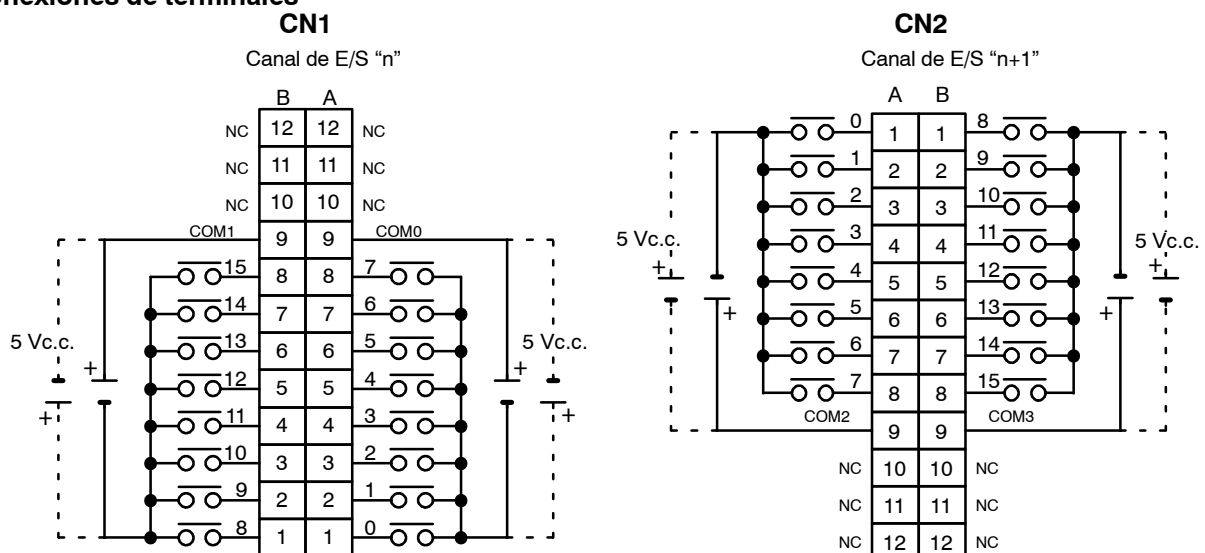 nexiones de terminales
CN1
Canal de E/S “n”
B A
NC 12 12 NC
NC 11 11 NC
NC 10 10 NC
COM1 9 9 COM0
15 8 8 7
14 7 7 6
13 6 6 5
12 5 5 4
11 4 4 3
10 3 3 2
9 2 2 1
8 1 1 0
5 Vc.c.
+
+
5 Vc.c.
+
+
CN2
Canal de E/S “n+1”
A B
0 1 1 8
1 2 2 9
2 3 3 10
3 4 4 11
4 5 5 12
5 6 6 13
6 7 7 14
7 8 8 15
COM2 9 9 COM3
NC 10 10 NC
NC 11 11 NC
NC 12 12 NC
5 Vc.c.
+
+
5 Vc.c.
+
+